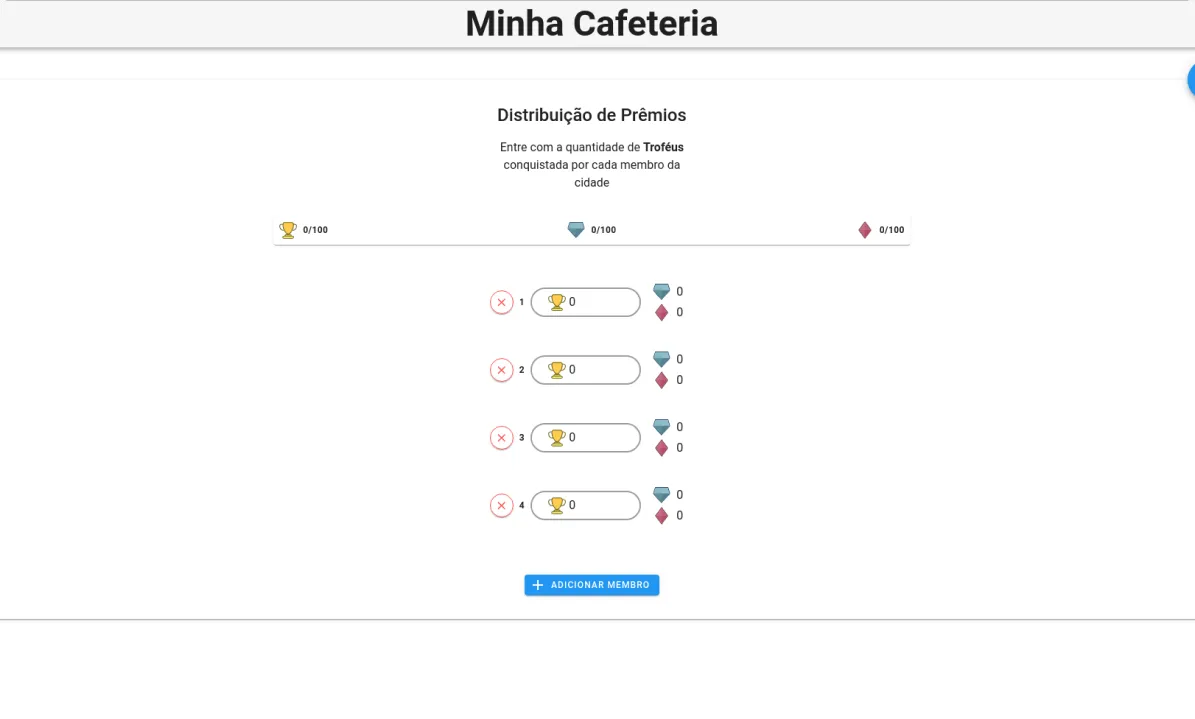 Minha Cafeteria
Distribuição de Prêmios
Entre com a quantidade de Troféus
conquistada por cada membro da
cidade
0/100 0/100 0/100
1 0 0
0
2 0 0
0
3 0 0
0
4 0 0
0
ADICIONAR MEMBRO